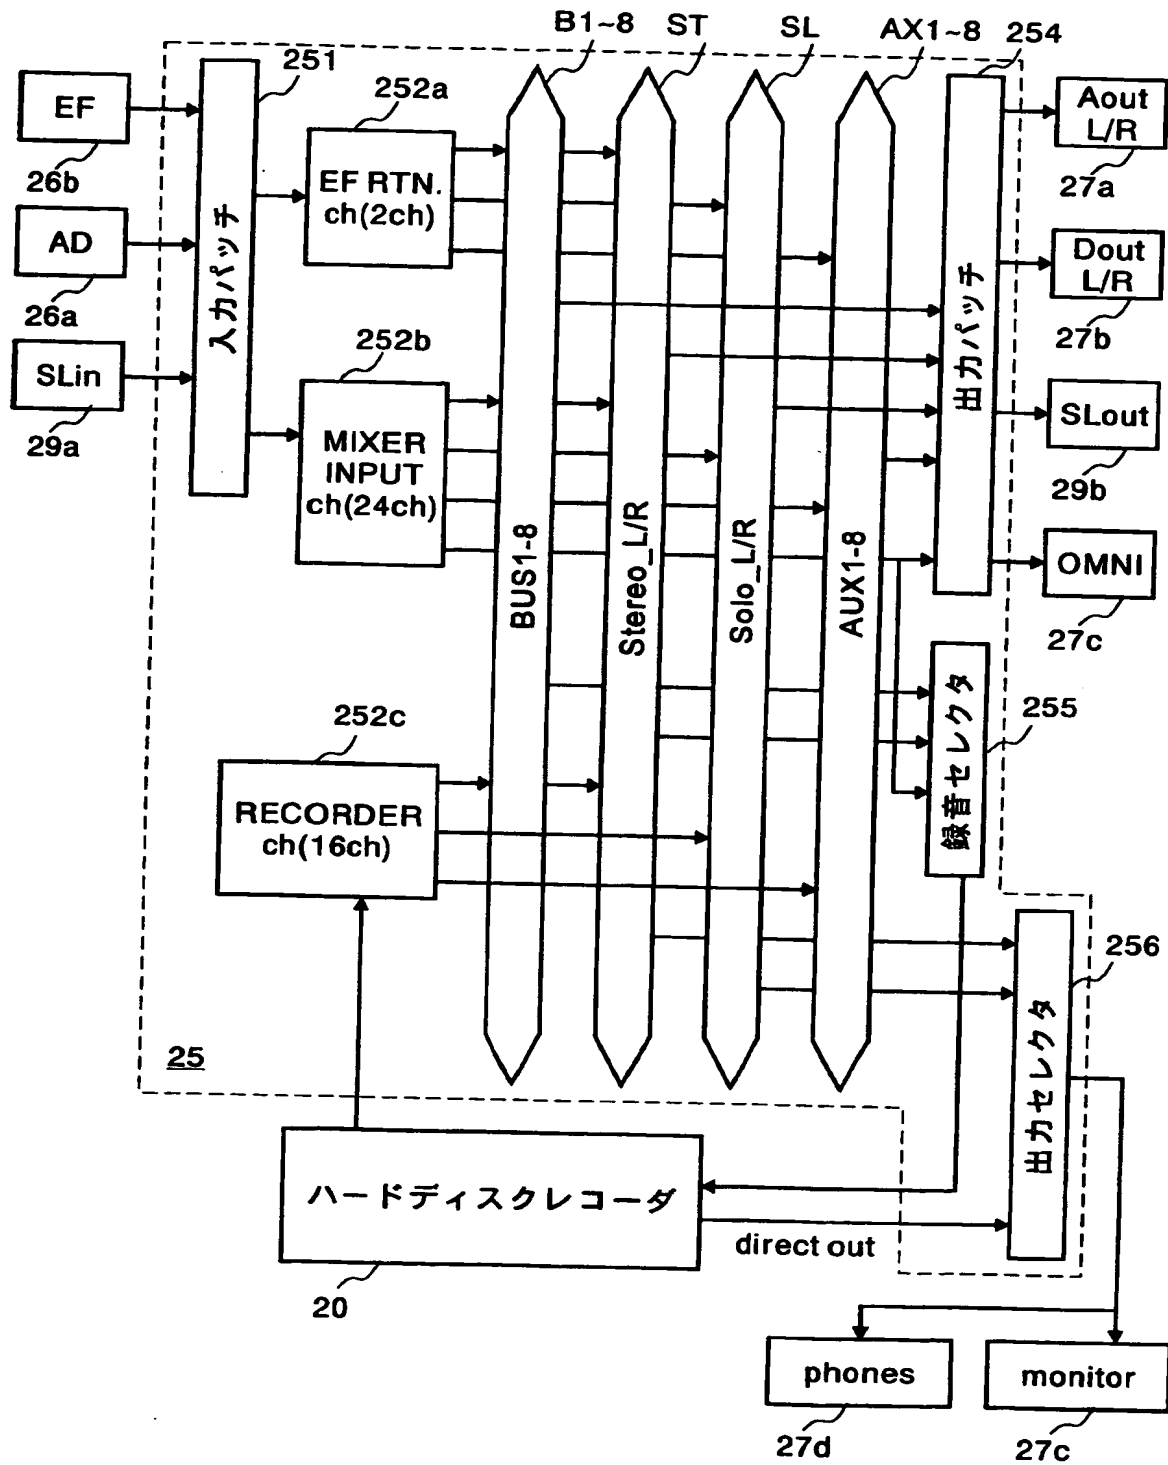 B1~8
ST
SL
AX1~8
254
251
252a
EF
26b
入力パッチ
EF RTN.
ch(2ch)
出力パッチ
Aout
L/R
27a
AD
26a
Dout
L/R
27b
SLin
29a
252b
MIXER
INPUT
ch(24ch)
SLout
29b
BUS1-8
Stereo_L/R
Solo_L/R
AUX1-8
OMNI
27c
252c
RECORDER
ch(16ch)
録音セレクタ
255
256
出力セレクタ
25
ハードディスクレコーダ
direct out
20
phones
27d
monitor
27c